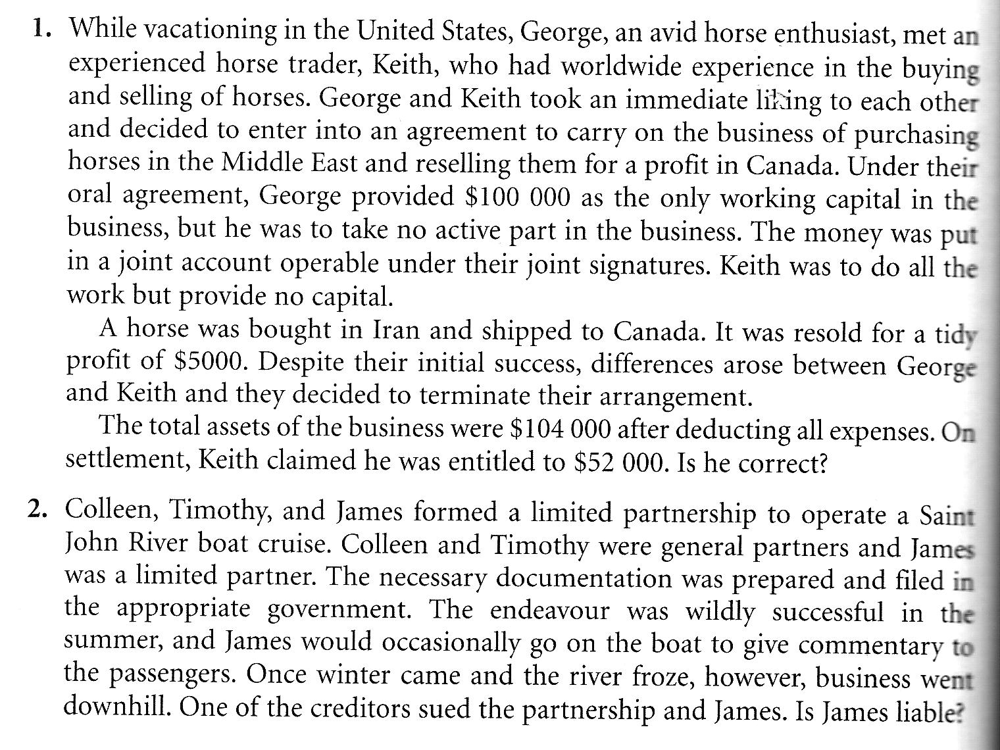 1. While vacationing in the United States, George, an avid horse enthusiast, met an
experienced horse trader, Keith, who had worldwide experience in the buying
and selling of horses. George and Keith took an immediate liking to each other
and decided to enter into an agreement to carry on the business of purchasing
horses in the Middle East and reselling them for a profit in Canada. Under their
oral agreement, George provided $100 000 as the only working capital in the
business, but he was to take no active part in the business. The money was put
in a joint account operable under their joint signatures. Keith was to do all the
work but provide no capital.
A horse was bought in Iran and shipped to Canada. It was resold for a tidy
profit of $5000. Despite their initial success, differences arose between George
and Keith and they decided to terminate their arrangement.
The total assets of the business were $104 000 after deducting all expenses. On
settlement, Keith claimed he was entitled to $52 000. Is he correct?
2. Colleen, Timothy, and James formed a limited partnership to operate a Saint
John River boat cruise. Colleen and Timothy were general partners and James
was a limited partner. The necessary documentation was prepared and filed in
the appropriate government. The endeavour was wildly successful in the
summer, and James would occasionally go on the boat to give commentary to
the passengers. Once winter came and the river froze, however, business went
downhill. One of the creditors sued the partnership and James. Is James liable?